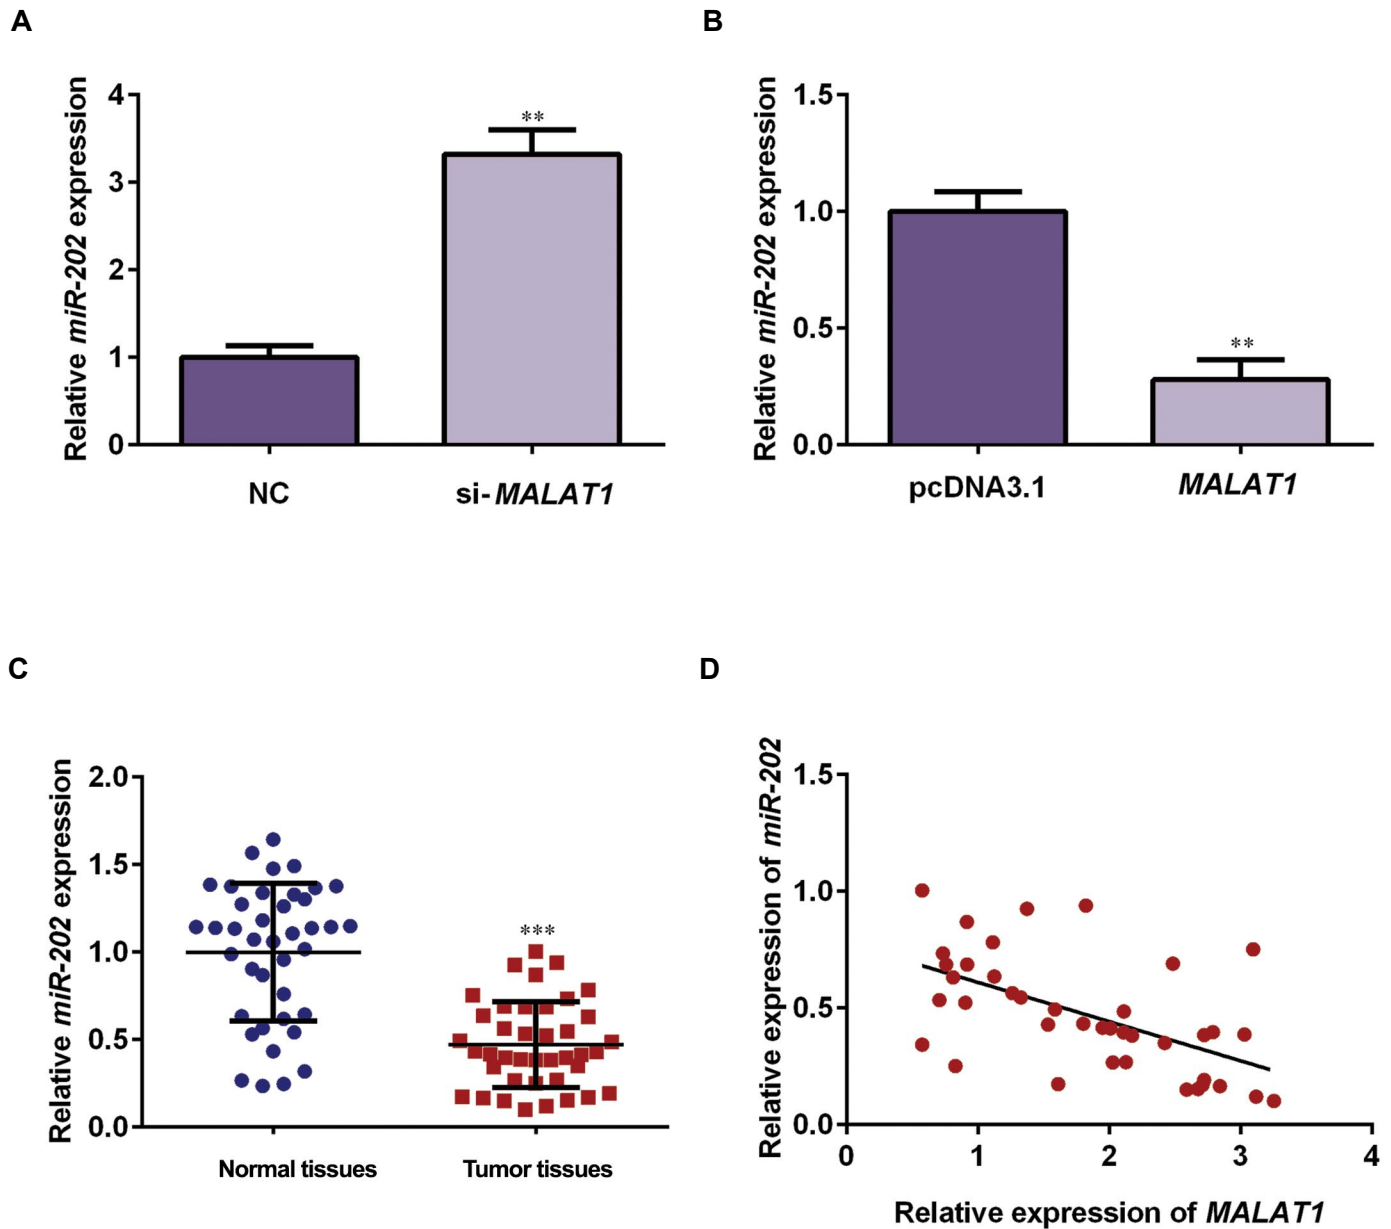 A
Relative miR-202 expression
4
3
2
1
0
**
NC
si-MALAT1
B
Relative miR-202 expression
1.5
1.0
0.5
0.0
**
pcDNA3.1
MALAT1
C
Relative miR-202 expression
2.0
1.5
1.0
0.5
0.0
***
Normal tissues
Tumor tissues
D
Relative expression of miR-202
1.5
1.0
0.5
0.0
0
1
2
3
4
Relative expression of MALAT1